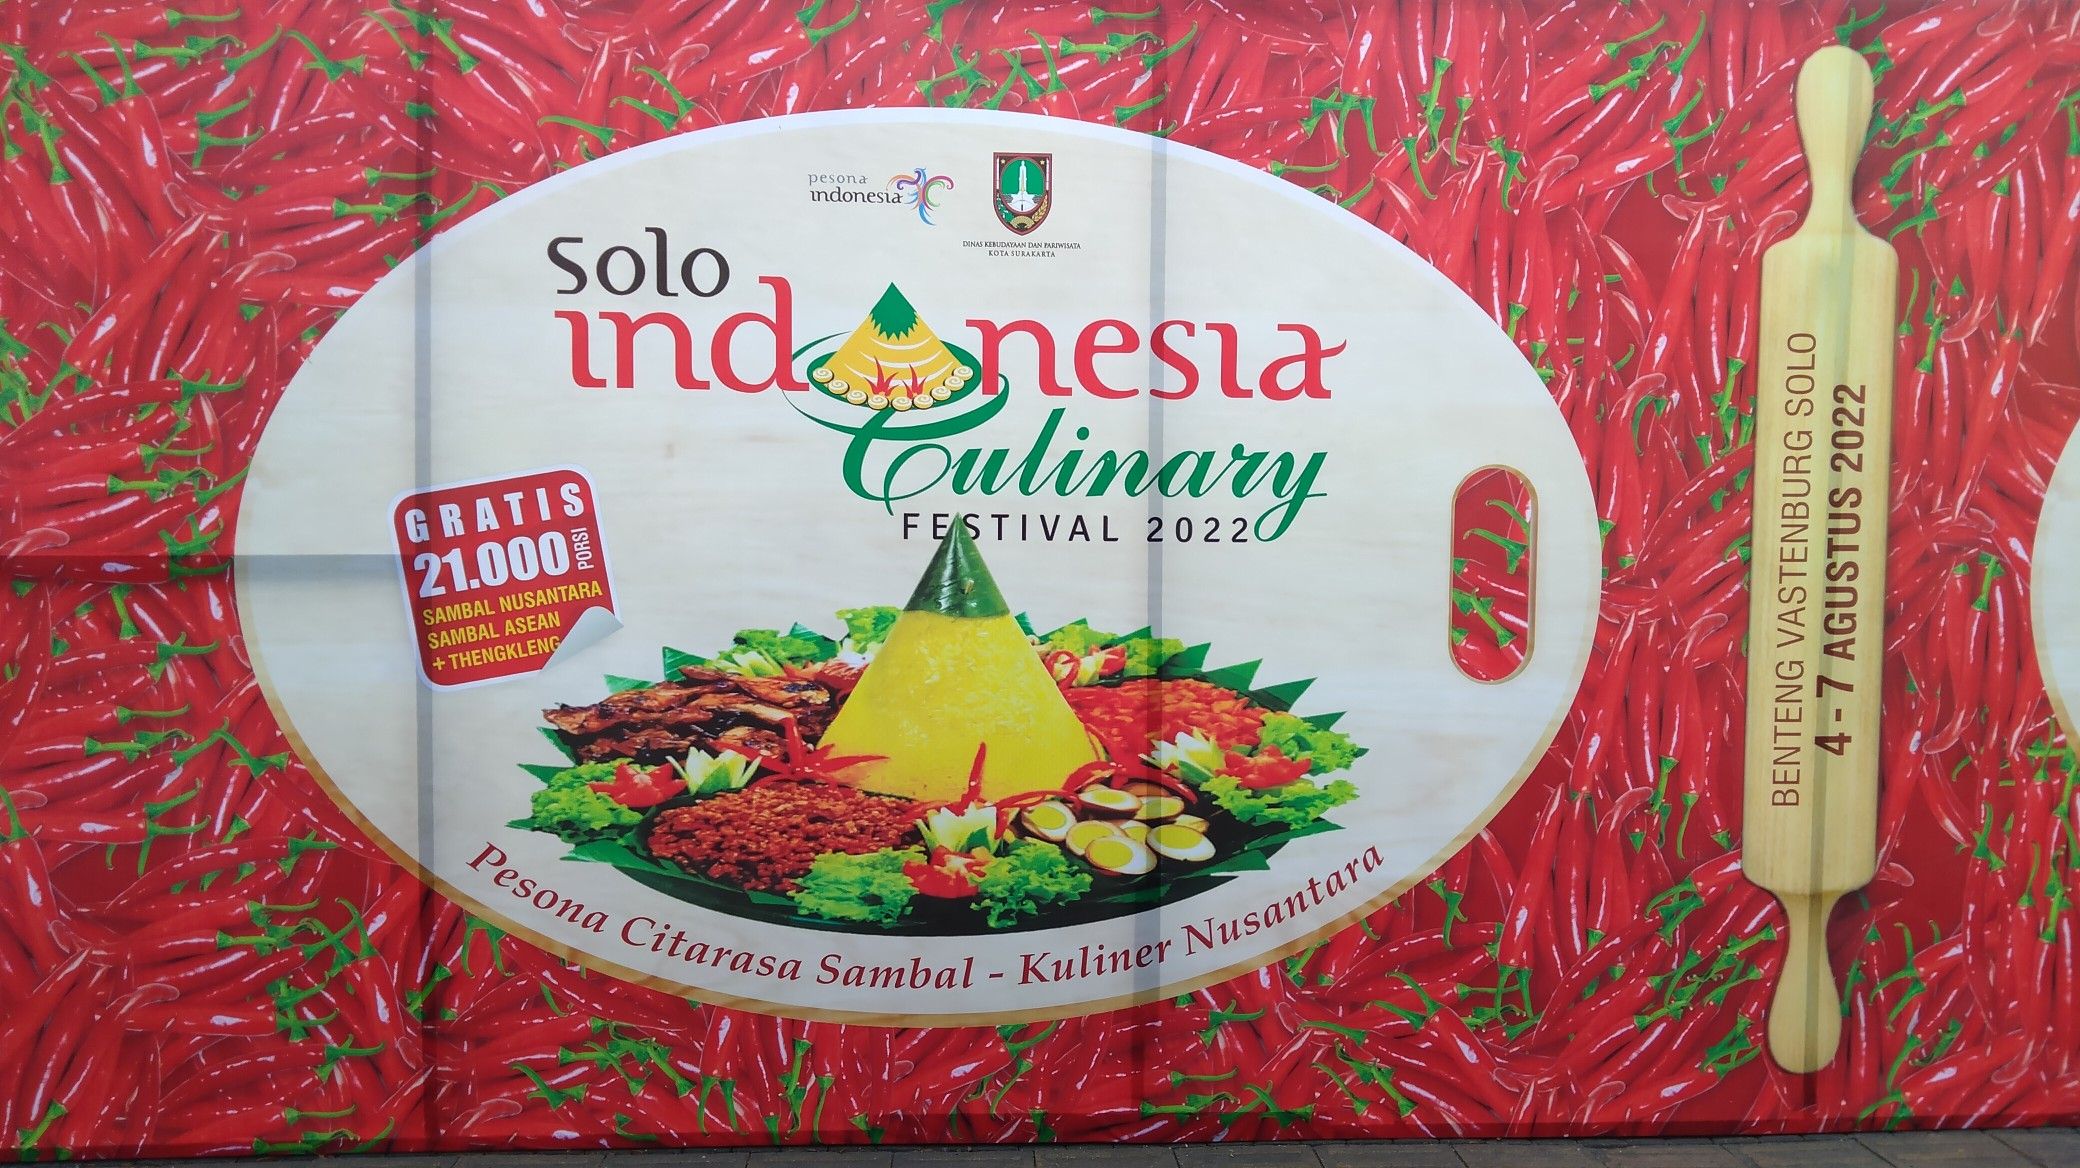 pesona
indonesia
DINAS KEBUDAYAAN DAN PARIWISATA
KOTA SURAKARTA
Solo
indonesia
Culinary
FESTIVAL 2022
GRATIS
21.000 PORSI
SAMBAL NUSANTARA
SAMBAL ASEAN
+ THENGKLENG
Pesona Citarasa Sambal - Kuliner Nusantara
BENTENG VASTENBURG SOLO
4 - 7 AGUSTUS 2022